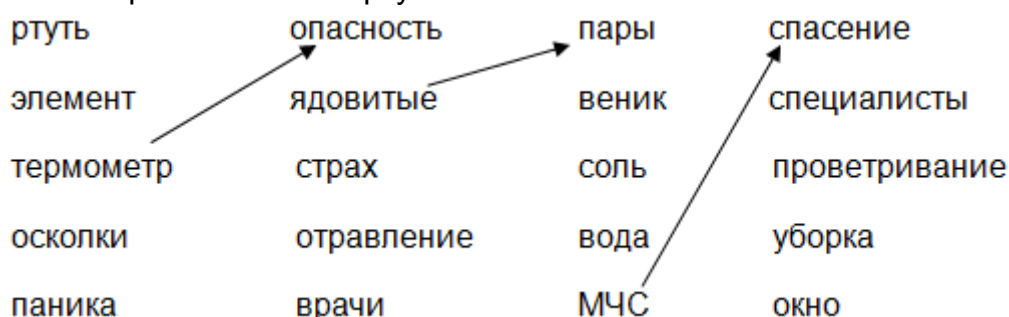 ртуть опасность пары спасение
элемент ядовитые веник специалисты
термометр страх соль проветривание
осколки отравление вода уборка
паника врачи МЧС окно